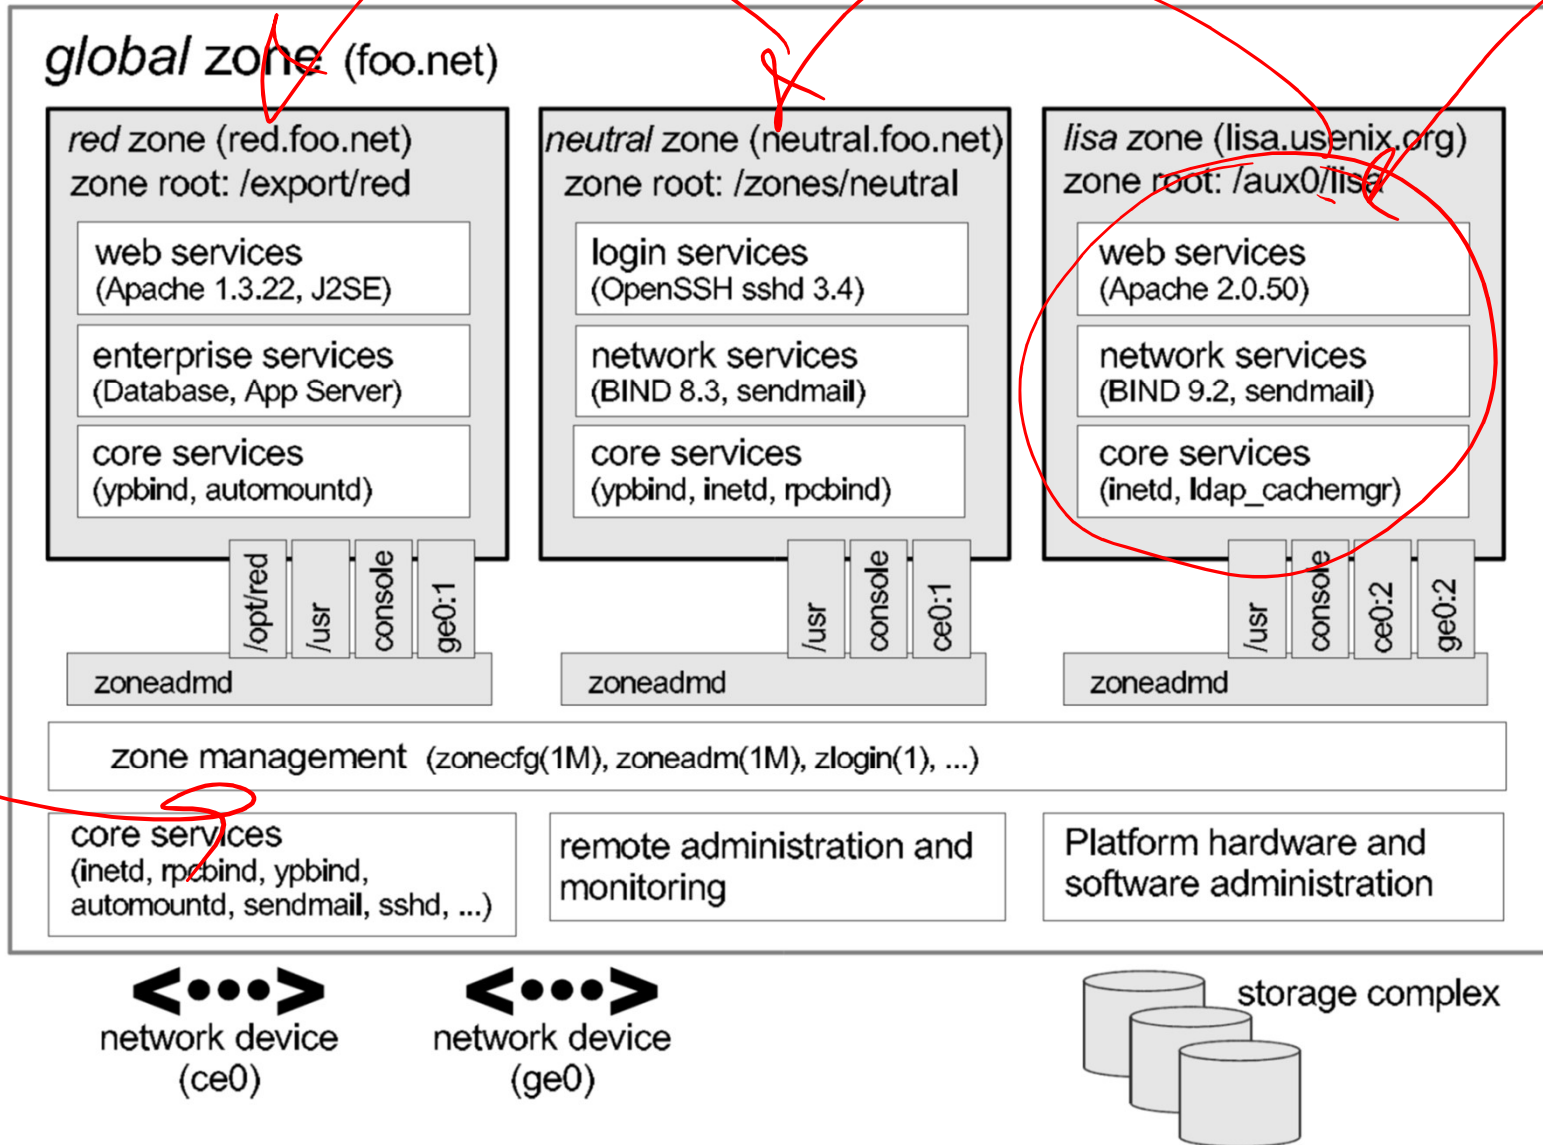 global zone (foo.net)
red zone (red.foo.net)
zone root: /export/red
web services
(Apache 1.3.22, J2SE)
enterprise services
(Database, App Server)
core services
(ypbind, automountd)
/opt/red
/usr
console
ge0:1
zoneadmd
neutral zone (neutral.foo.net)
zone root: /zones/neutral
login services
(OpenSSH sshd 3.4)
network services
(BIND 8.3, sendmail)
core services
(ypbind, inetd, rpcbind)
/usr
console
ce0:1
zoneadmd
lisa zone (lisa.usenix.org)
zone root: /aux0/lisa
web services
(Apache 2.0.50)
network services
(BIND 9.2, sendmail)
core services
(inetd, ldap_cachemgr)
/usr
console
ce0:2
ge0:2
zoneadmd
zone management (zonecfg(1M), zoneadm(1M), zlogin(1), ...)
core services
(inetd, rpcbind, ypbind,
automountd, sendmail, sshd, ...)
remote administration and
monitoring
Platform hardware and
software administration
network device
(ce0)
network device
(ge0)
storage complex